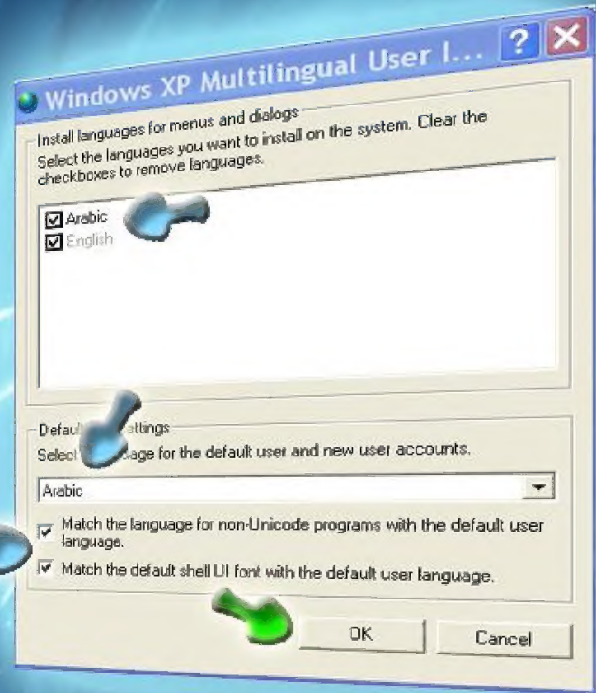 Windows XP Multilingual User I...
Install languages for menus and dialogs
Select the languages you want to install on the system. Clear the
checkboxes to remove languages.
Arabic
English
Select for the default user and new user accounts.
Arabic
Match the language for non-Unicode programs with the default user
language.
Match the default shell UI font with the default user language.
OK
Cancel